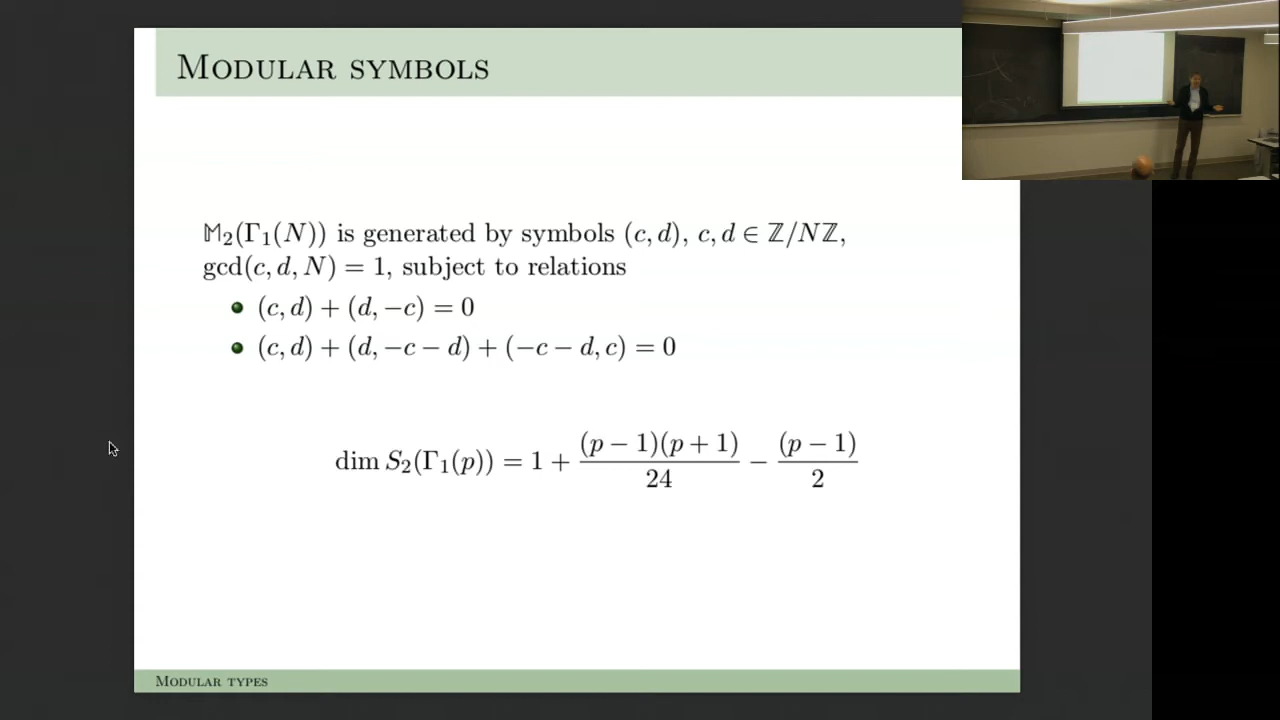 Modular symbols
𝕄₂(Γ₁(N)) is generated by symbols (c, d), c, d ∈ ℤ/Nℤ,
gcd(c, d, N) = 1, subject to relations
• (c, d) + (d, −c) = 0
• (c, d) + (d, −c − d) + (−c − d, c) = 0
dim S₂(Γ₁(p)) = 1 + (p − 1)(p + 1)/24 − (p − 1)/2
Modular types